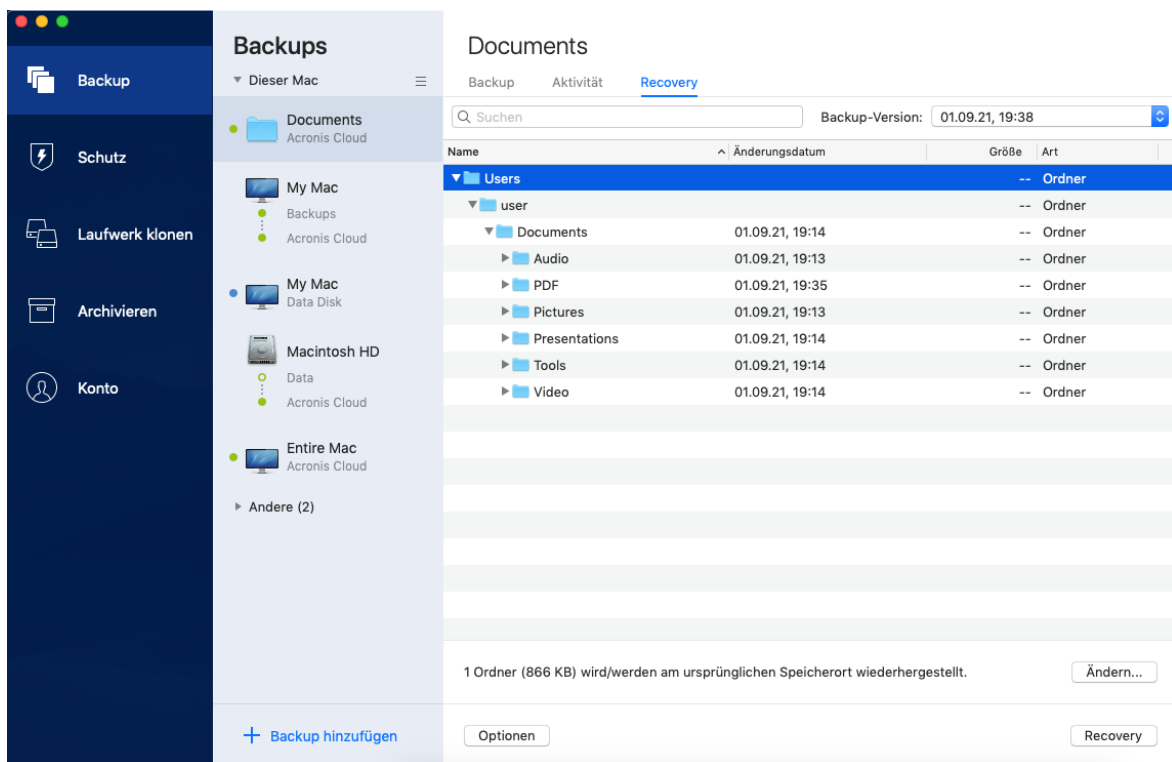 Backup
Schutz
Laufwerk klonen
Archivieren
Konto
Backups
Dieser Mac
Documents
Acronis Cloud
My Mac
Backups
Acronis Cloud
My Mac
Data Disk
Macintosh HD
Data
Acronis Cloud
Entire Mac
Acronis Cloud
Andere (2)
Backup hinzufügen
Documents
Backup Aktivität Recovery
Suchen Backup-Version: 01.09.21, 19:38
Name Änderungsdatum Größe Art
Users -- Ordner
user -- Ordner
Documents 01.09.21, 19:14 -- Ordner
Audio 01.09.21, 19:13 -- Ordner
PDF 01.09.21, 19:35 -- Ordner
Pictures 01.09.21, 19:13 -- Ordner
Presentations 01.09.21, 19:14 -- Ordner
Tools 01.09.21, 19:14 -- Ordner
Video 01.09.21, 19:14 -- Ordner
1 Ordner (866 KB) wird/werden am ursprünglichen Speicherort wiederhergestellt. Ändern...
Optionen Recovery